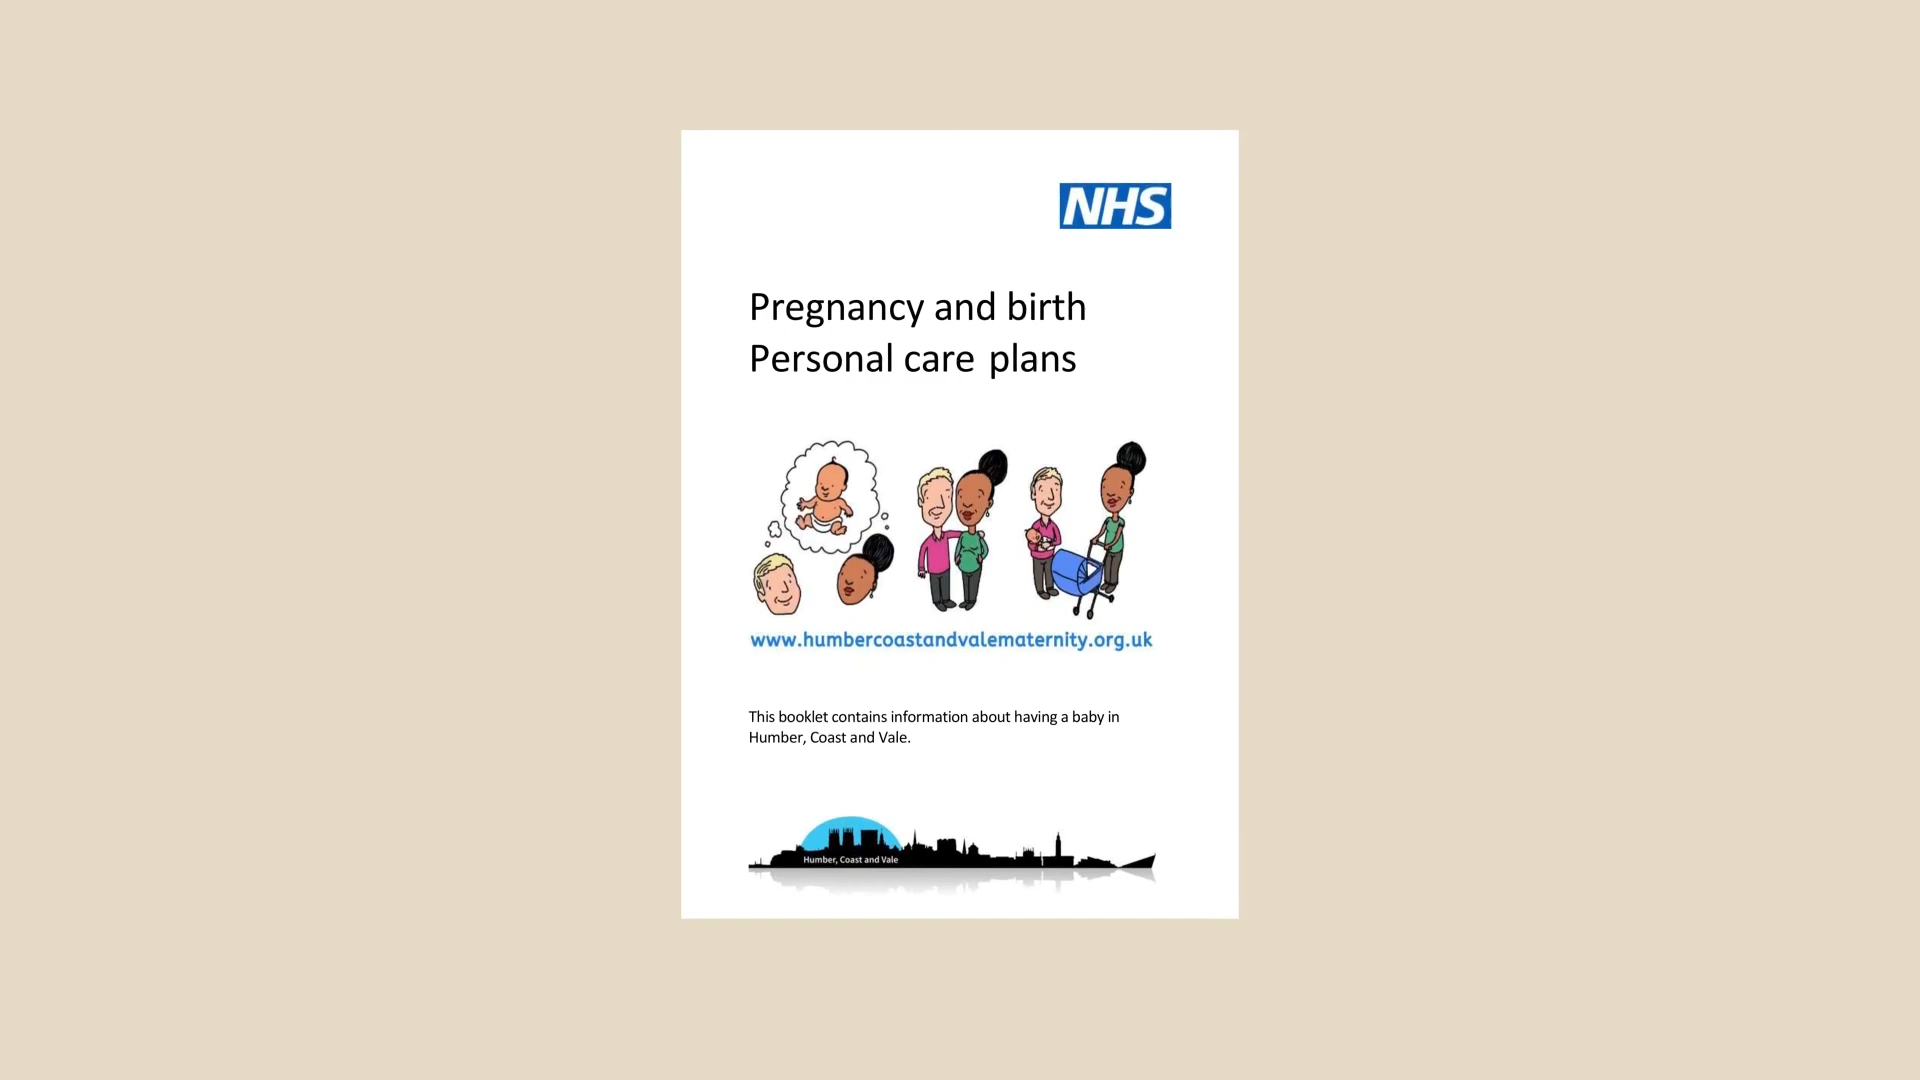 NHS
Pregnancy and birth
Personal care plans
www.humbercoastandvalematernity.org.uk
This booklet contains information about having a baby in
Humber, Coast and Vale.
Humber, Coast and Vale